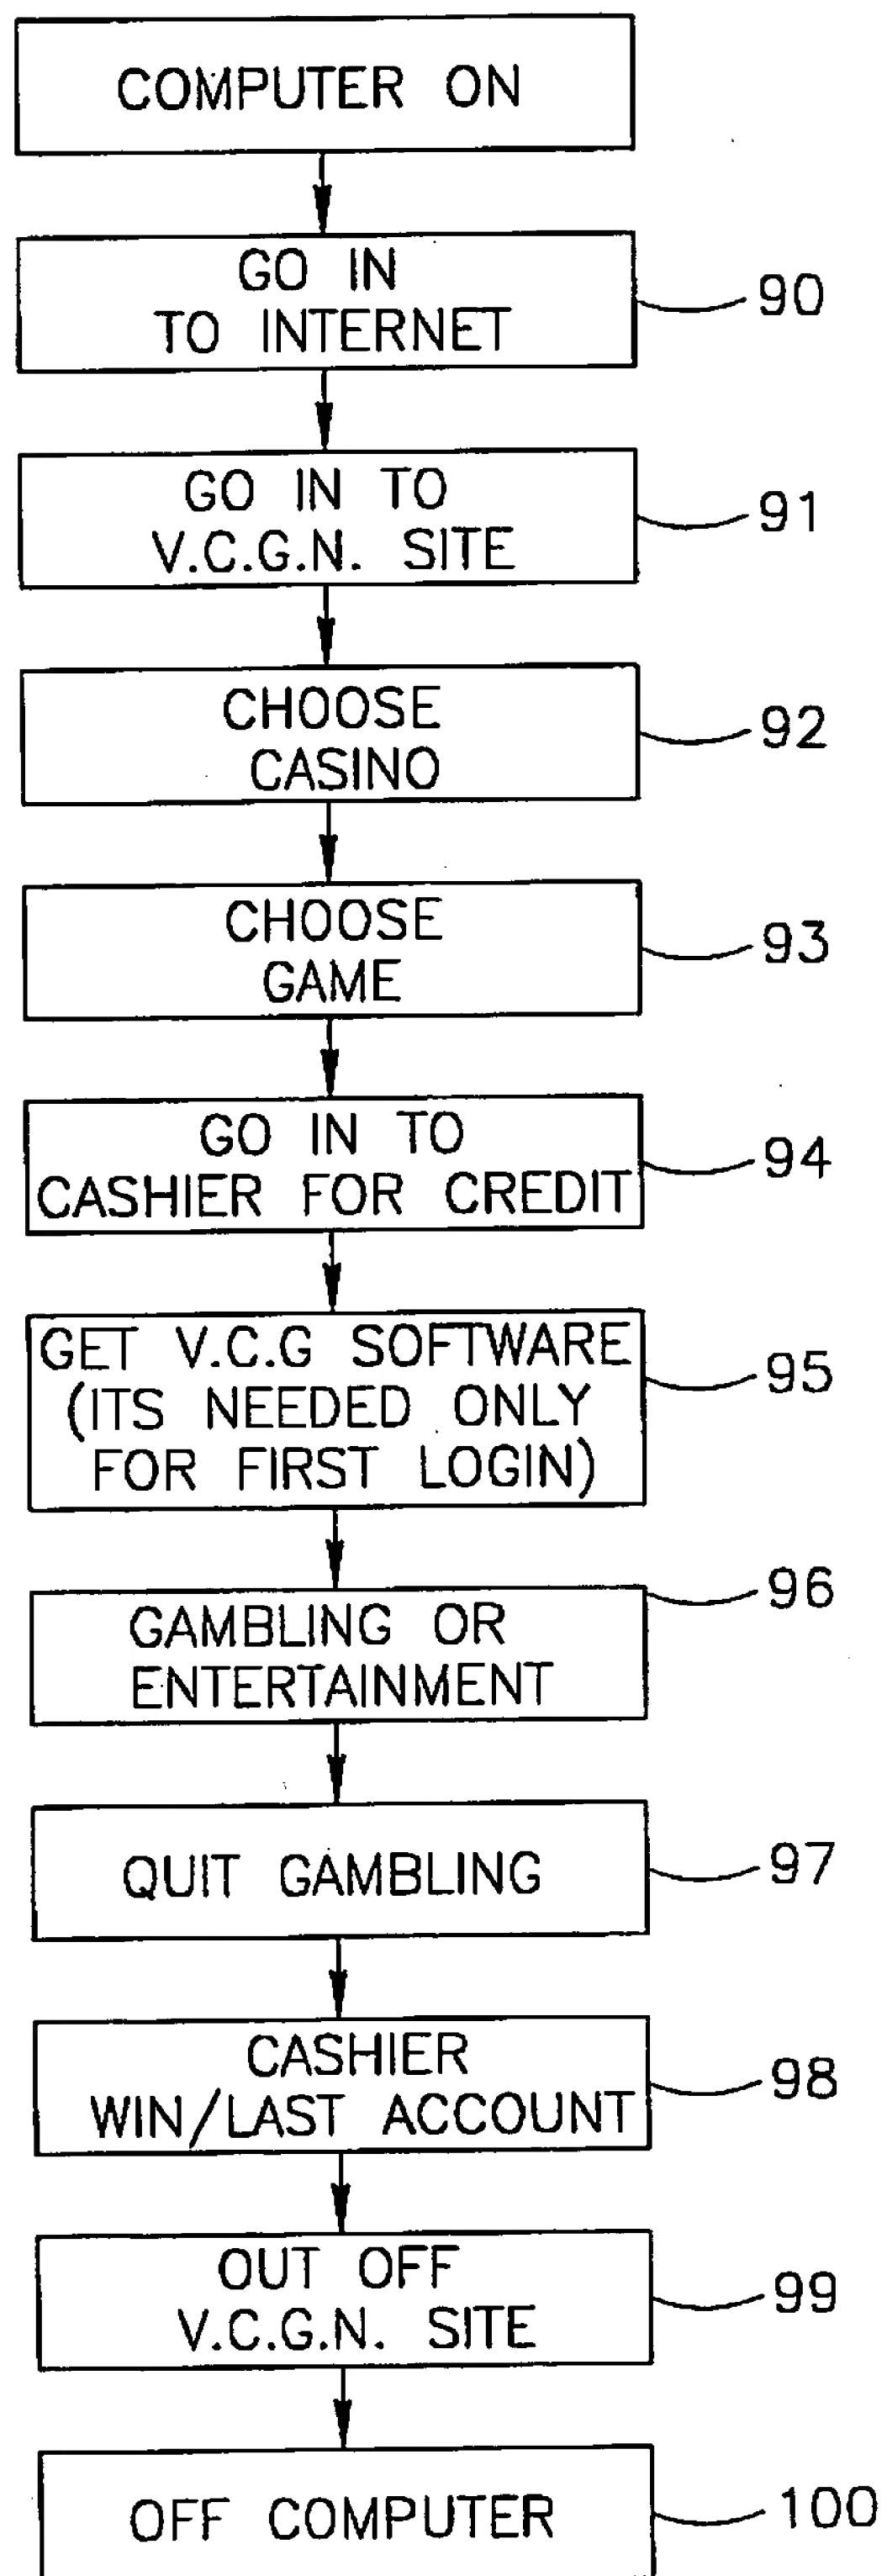 COMPUTER ON
GO IN
TO INTERNET
90
GO IN TO
V.C.G.N. SITE
91
CHOOSE
CASINO
92
CHOOSE
GAME
93
GO IN TO
CASHIER FOR CREDIT
94
GET V.C.G SOFTWARE
(ITS NEEDED ONLY
FOR FIRST LOGIN)
95
GAMBLING OR
ENTERTAINMENT
96
QUIT GAMBLING
97
CASHIER
WIN/LAST ACCOUNT
98
OUT OFF
V.C.G.N. SITE
99
OFF COMPUTER
100